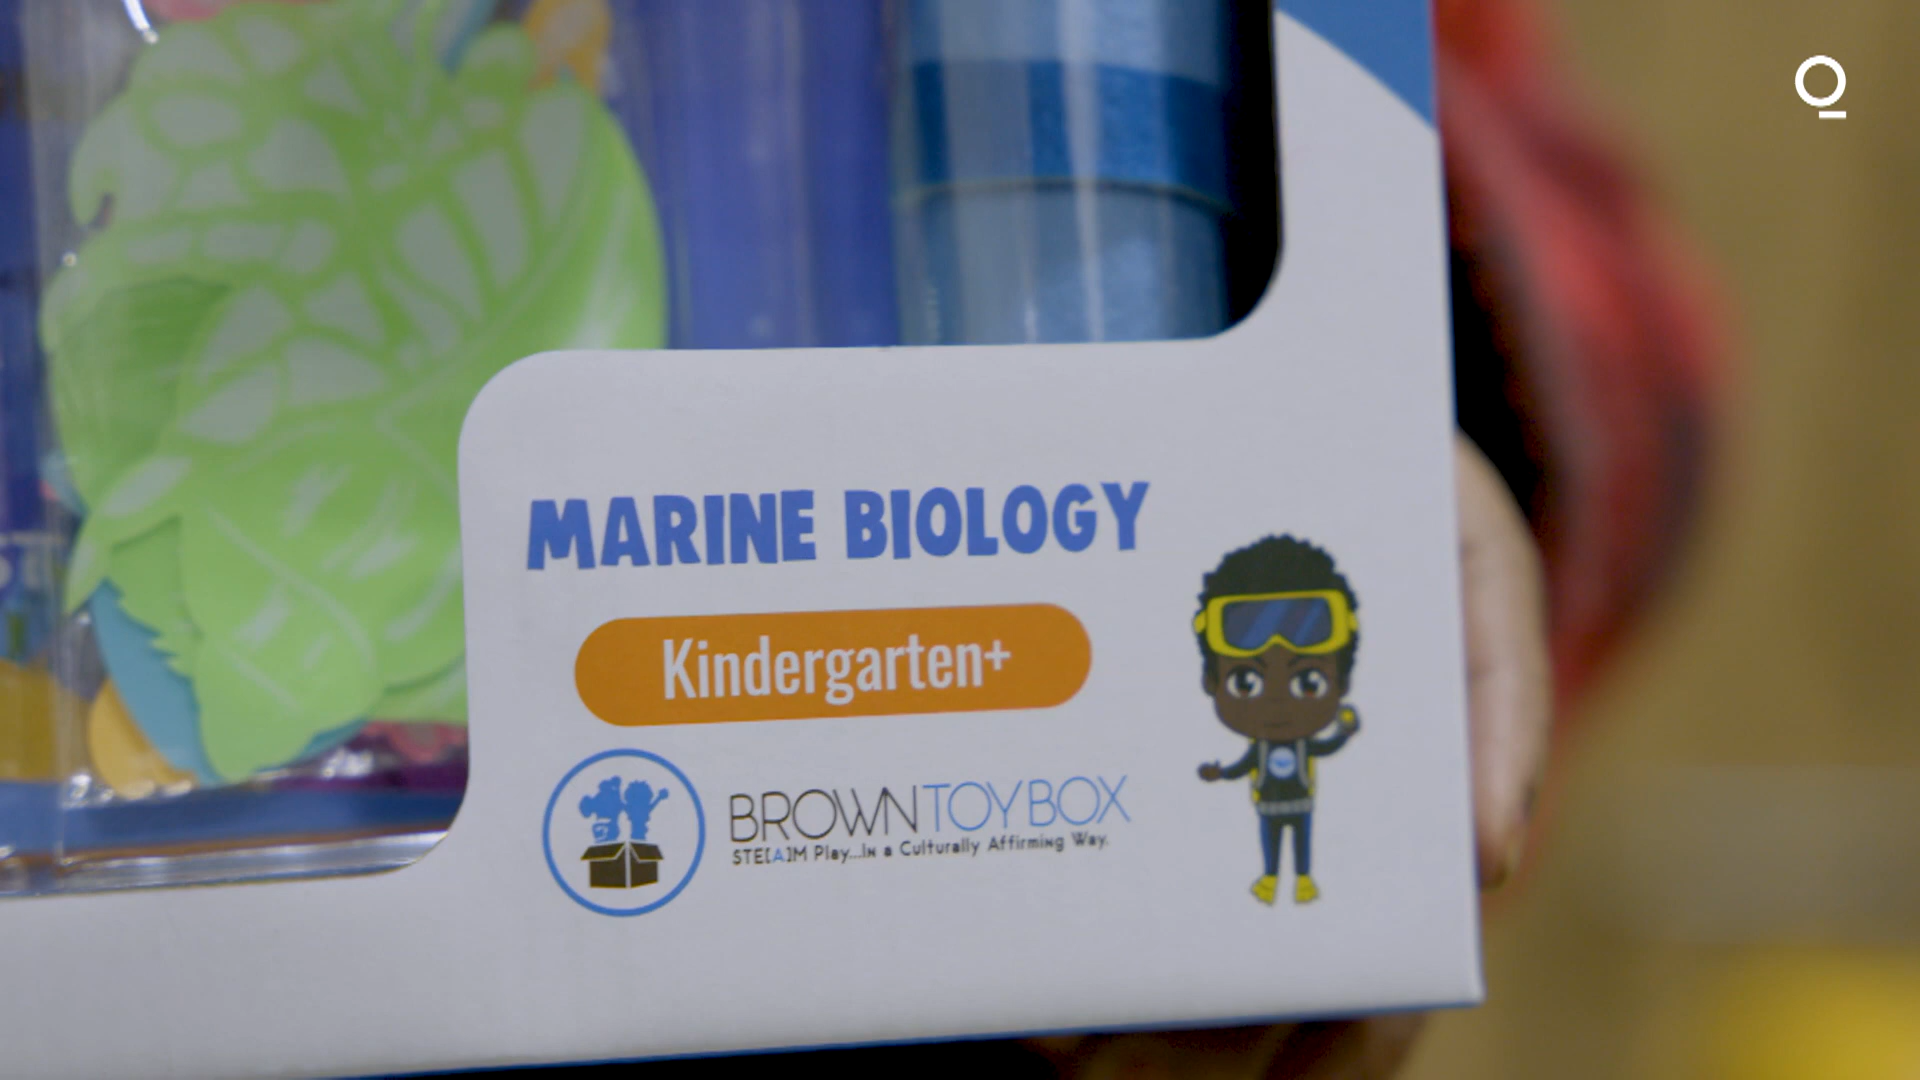 MARINE BIOLOGY
Kindergarten+
BROWNTOYBOX
STE[A]M Play...In a Culturally Affirming Way.